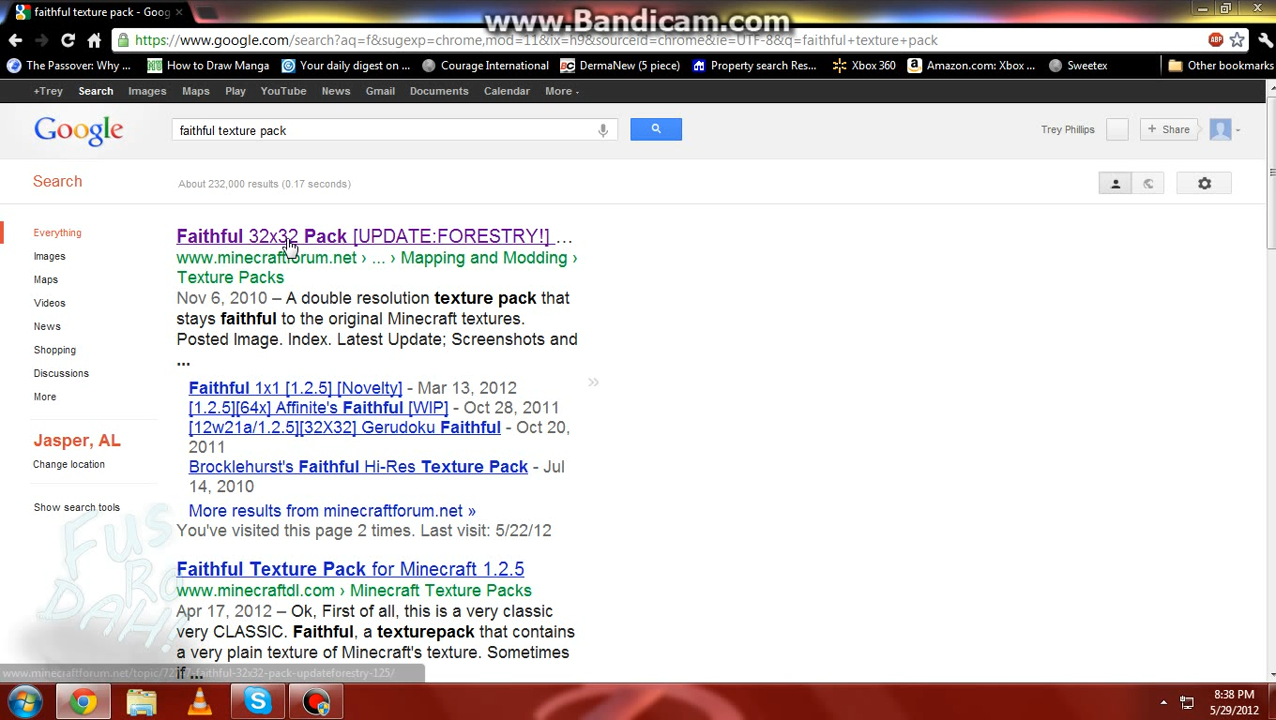 www.Bandicam.com
faithful texture pack - Goog
https://www.google.com/search?aq=f&sugexp=chrome,mod=11&ix=h9&sourceid=chrome&ie=UTF-8&q=faithful+texture+pack
The Passover: Why ... How to Draw Manga Your daily digest on ... Courage International DermaNew (5 piece) Property search Res... Xbox 360 Amazon.com: Xbox ... Sweetex Other bookmarks
+Trey Search Images Maps Play YouTube News Gmail Documents Calendar More
Google
faithful texture pack
Trey Phillips
+ Share
Search
About 232,000 results (0.17 seconds)
Everything
Images
Maps
Videos
News
Shopping
Discussions
More
Jasper, AL
Change location
Show search tools
Faithful 32x32 Pack [UPDATE:FORESTRY!] ...
www.minecraftforum.net › ... › Mapping and Modding ›
Texture Packs
Nov 6, 2010 – A double resolution texture pack that
stays faithful to the original Minecraft textures.
Posted Image. Index. Latest Update; Screenshots and
...
Faithful 1x1 [1.2.5] [Novelty] - Mar 13, 2012
[1.2.5][64x] Affinite's Faithful [WIP] - Oct 28, 2011
[12w21a/1.2.5][32X32] Gerudoku Faithful - Oct 20,
2011
Brocklehurst's Faithful Hi-Res Texture Pack - Jul
14, 2010
More results from minecraftforum.net »
You've visited this page 2 times. Last visit: 5/22/12
Faithful Texture Pack for Minecraft 1.2.5
www.minecraftdl.com › Minecraft Texture Packs
Apr 17, 2012 – Ok, First of all, this is a very classic
very CLASSIC. Faithful, a texturepack that contains
a very plain texture of Minecraft's texture. Sometimes
if ...
FUS
RO
DAH!
8:38 PM
5/29/2012